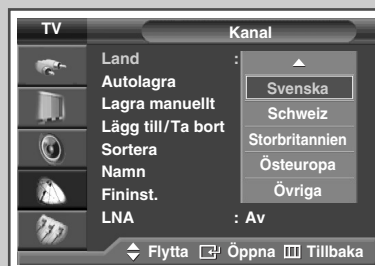 TV Kanal
Land :
Autolagra
Lagra manuellt
Lägg till/Ta bort
Sortera
Namn
Fininst.
LNA : Av
Svenska
Schweiz
Storbritannien
Östeuropa
Övriga
Flytta Öppna Tillbaka